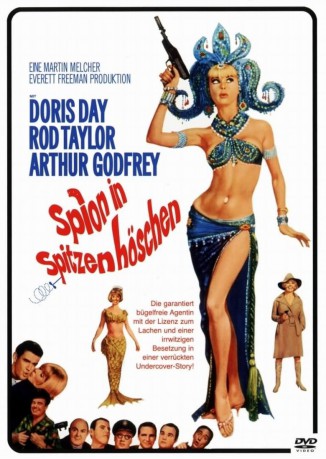 EINE MARTIN MELCHER
EVERETT FREEMAN PRODUKTION
MIT
DORIS DAY
ROD TAYLOR
ARTHUR GODFREY
Spion in
Spitzenhöschen
Die garantiert
bügelfreie Agentin
mit der Lizenz zum
Lachen und einer
irrwitzigen
Besetzung in
einer verrückten
Undercover-Story!
DVD
VIDEO